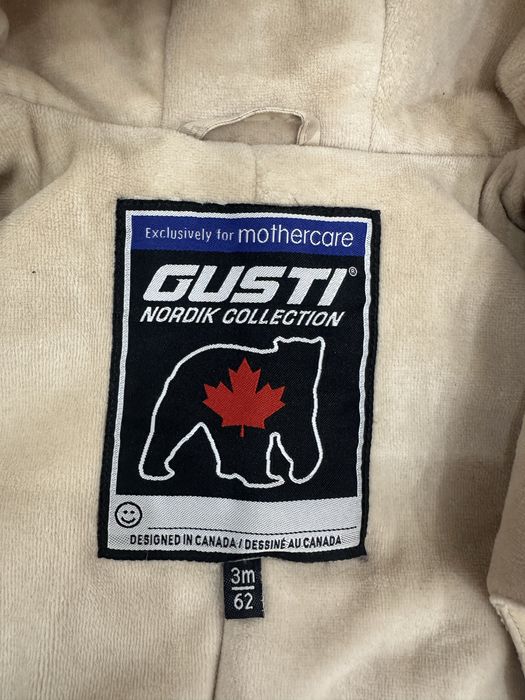 Exclusively for mothercare
GUSTI®
NORDIK COLLECTION
DESIGNED IN CANADA / DESSINÉ AU CANADA
3m
62